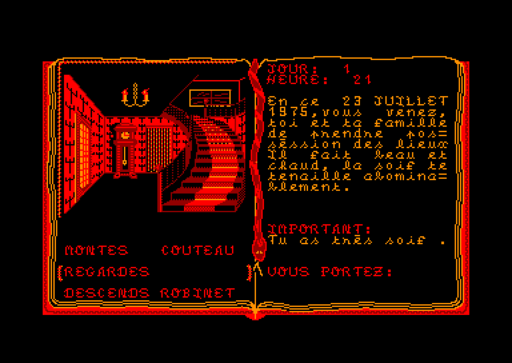 MONTES COUTEAU
[REGARDES ]
DESCENDS ROBINET
JOUR: 1
HEURE: 21
En ce 23 JUILLET
1975,vous venez,
toi et ta famille
de prendre pos=
session des lieux
Il fait beau et
chaud, la soif te
tenaille abomina=
blement.
IMPORTANT:
Tu as très soif .
VOUS PORTEZ: